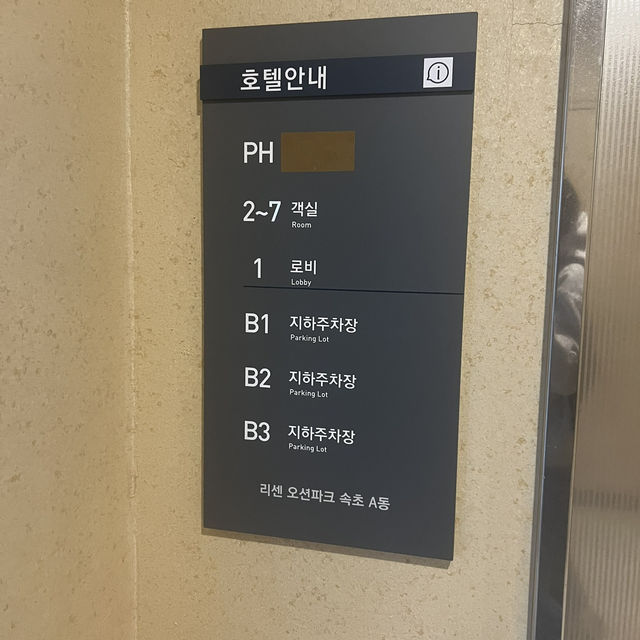 호텔안내
PH
2~7 객실
Room
1 로비
Lobby
B1 지하주차장
Parking Lot
B2 지하주차장
Parking Lot
B3 지하주차장
Parking Lot
리센 오션파크 속초 A동